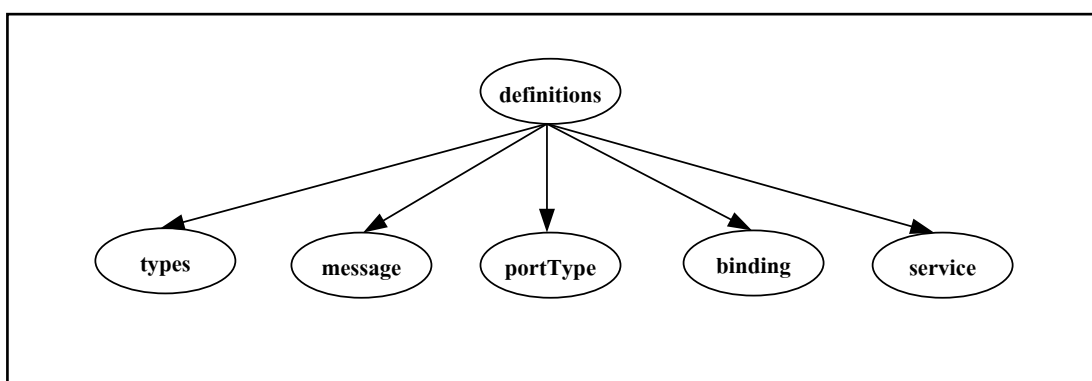 definitions
types
message
portType
binding
service